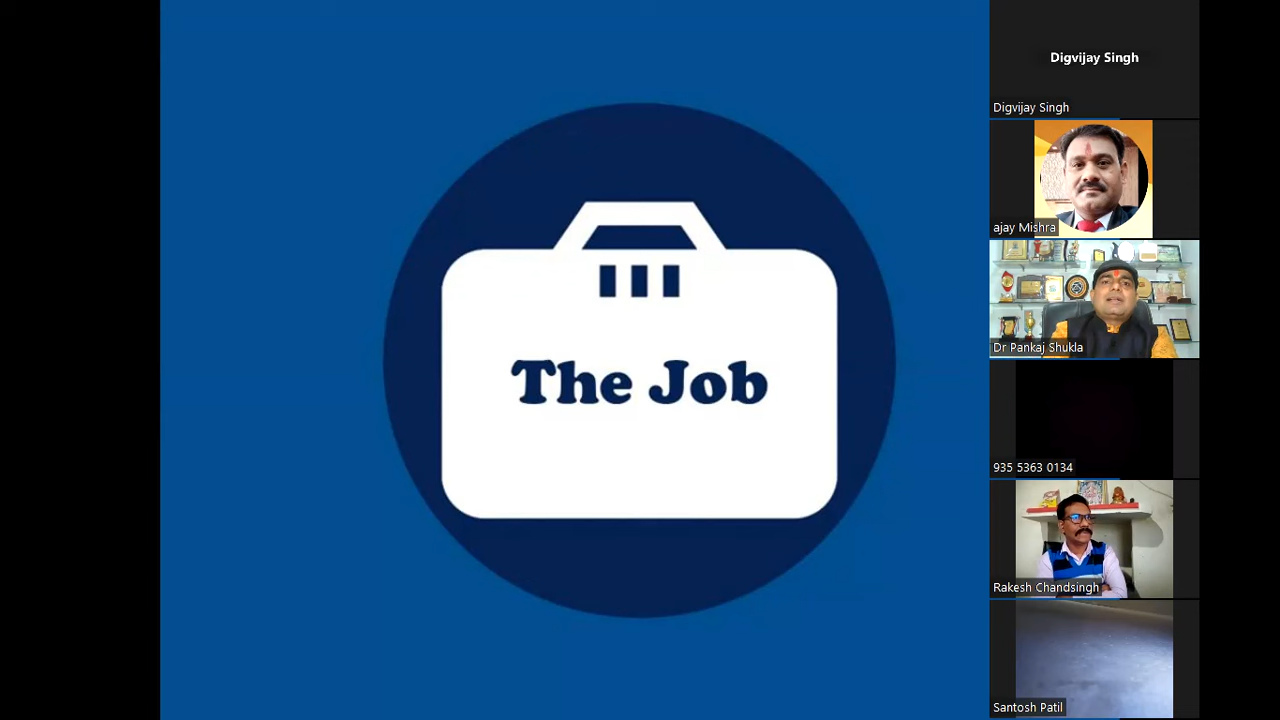 The Job
Digvijay Singh
Digvijay Singh
ajay Mishra
Dr Pankaj Shukla
935 5363 0134
Rakesh Chandsingh
Santosh Patil